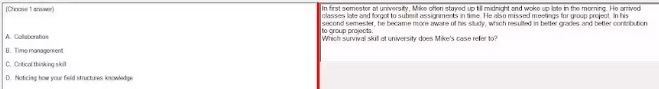 (Choose 1 answer)
A. Collaboration
B. Time management
C. Critical thinking skill
D. Noticing how your field structures knowledge
In first semester at university, Mike often stayed up till midnight and woke up late in the morning. He arrived
classes late and forgot to submit assignments in time. He also missed meetings for group project. In his
second semester, he became more aware of his study, which resulted in better grades and better contribution
to group projects.
Which survival skill at university does Mike's case refer to?